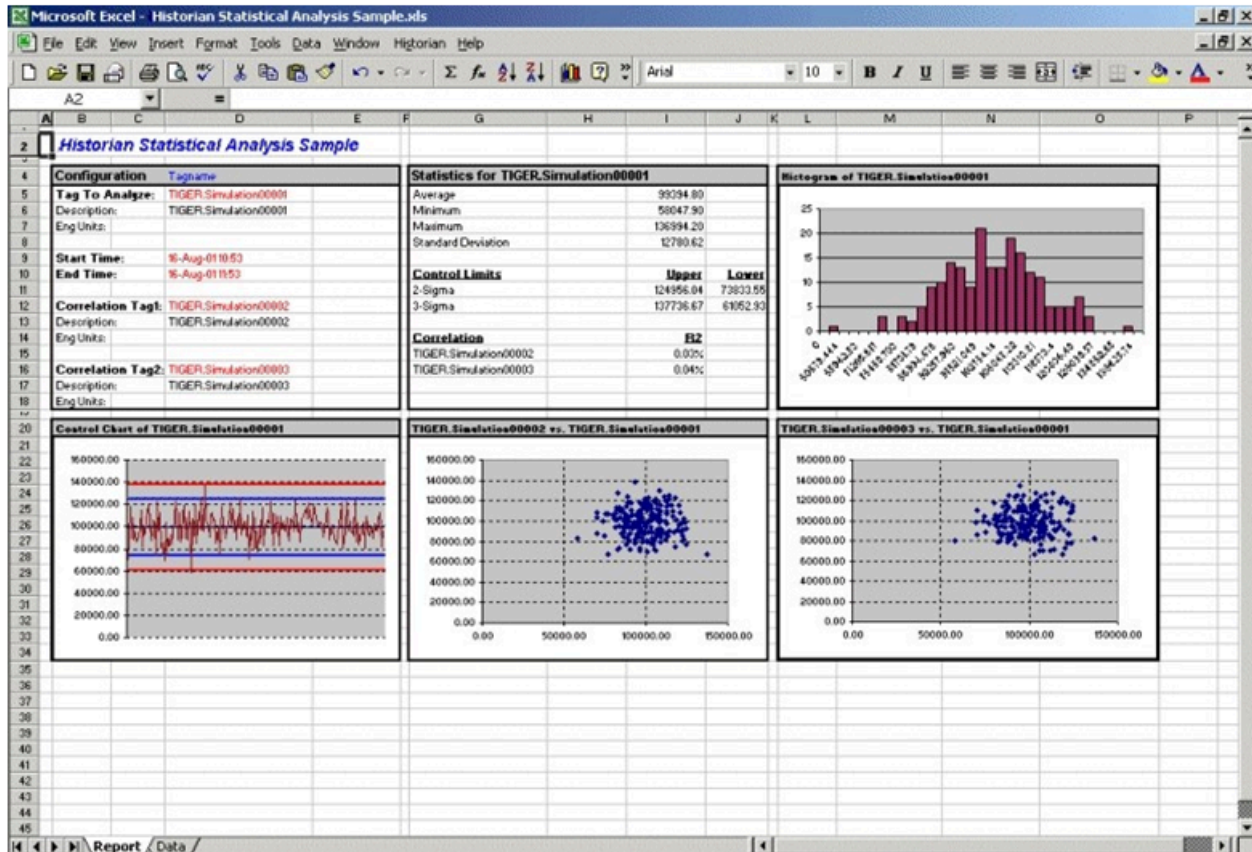 Microsoft Excel - Historian Statistical Analysis Sample.xls
File Edit View Insert Format Tools Data Window Historian Help
Arial 10 B I U
A2 =
A B C D E F G H I J K L M N O P
Historian Statistical Analysis Sample
Configuration Tagname
Tag To Analyze: TIGER.Simulation00001
Description: TIGER.Simulation00001
Eng Units:
Start Time: 16-Aug-01 10:53
End Time: 16-Aug-01 11:53
Correlation Tag1: TIGER.Simulation00002
Description: TIGER.Simulation00002
Eng Units:
Correlation Tag2: TIGER.Simulation00003
Description: TIGER.Simulation00003
Eng Units:
Statistics for TIGER.Simulation00001
Average 99394.80
Minimum 58047.90
Maximum 136994.20
Standard Deviation 12780.62
Control Limits Upper Lower
2-Sigma 124956.04 73833.55
3-Sigma 137736.67 61052.93
Correlation R2
TIGER.Simulation00002 0.03%
TIGER.Simulation00003 0.04%
Histogram of TIGER.Simulation00001
25
20
15
10
5
0
Control Chart of TIGER.Simulation00001
160000.00
140000.00
120000.00
100000.00
80000.00
60000.00
40000.00
20000.00
0.00
TIGER.Simulation00002 vs. TIGER.Simulation00001
160000.00
140000.00
120000.00
100000.00
80000.00
60000.00
40000.00
20000.00
0.00
0.00 50000.00 100000.00 150000.00
TIGER.Simulation00003 vs. TIGER.Simulation00001
160000.00
140000.00
120000.00
100000.00
80000.00
60000.00
40000.00
20000.00
0.00
0.00 50000.00 100000.00 150000.00
Report Data